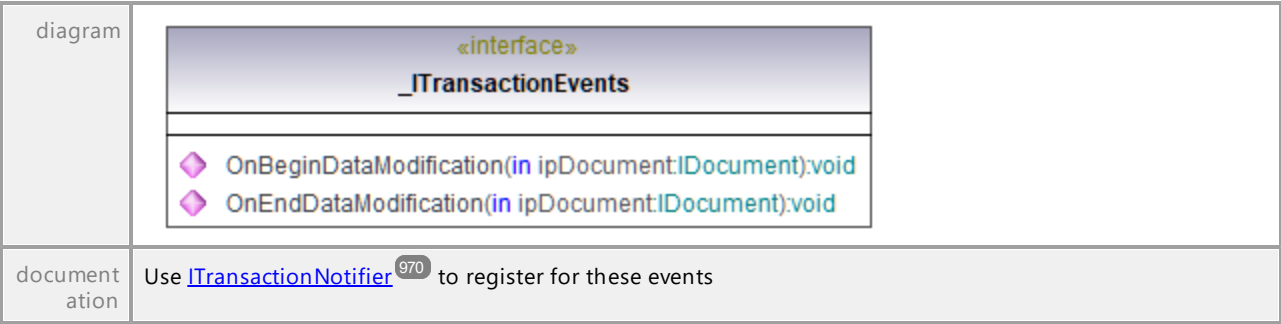 diagram
«interface»
_ITransactionEvents
OnBeginDataModification(in ipDocument:IDocument):void
OnEndDataModification(in ipDocument:IDocument):void
document
ation
Use ITransactionNotifier 970 to register for these events